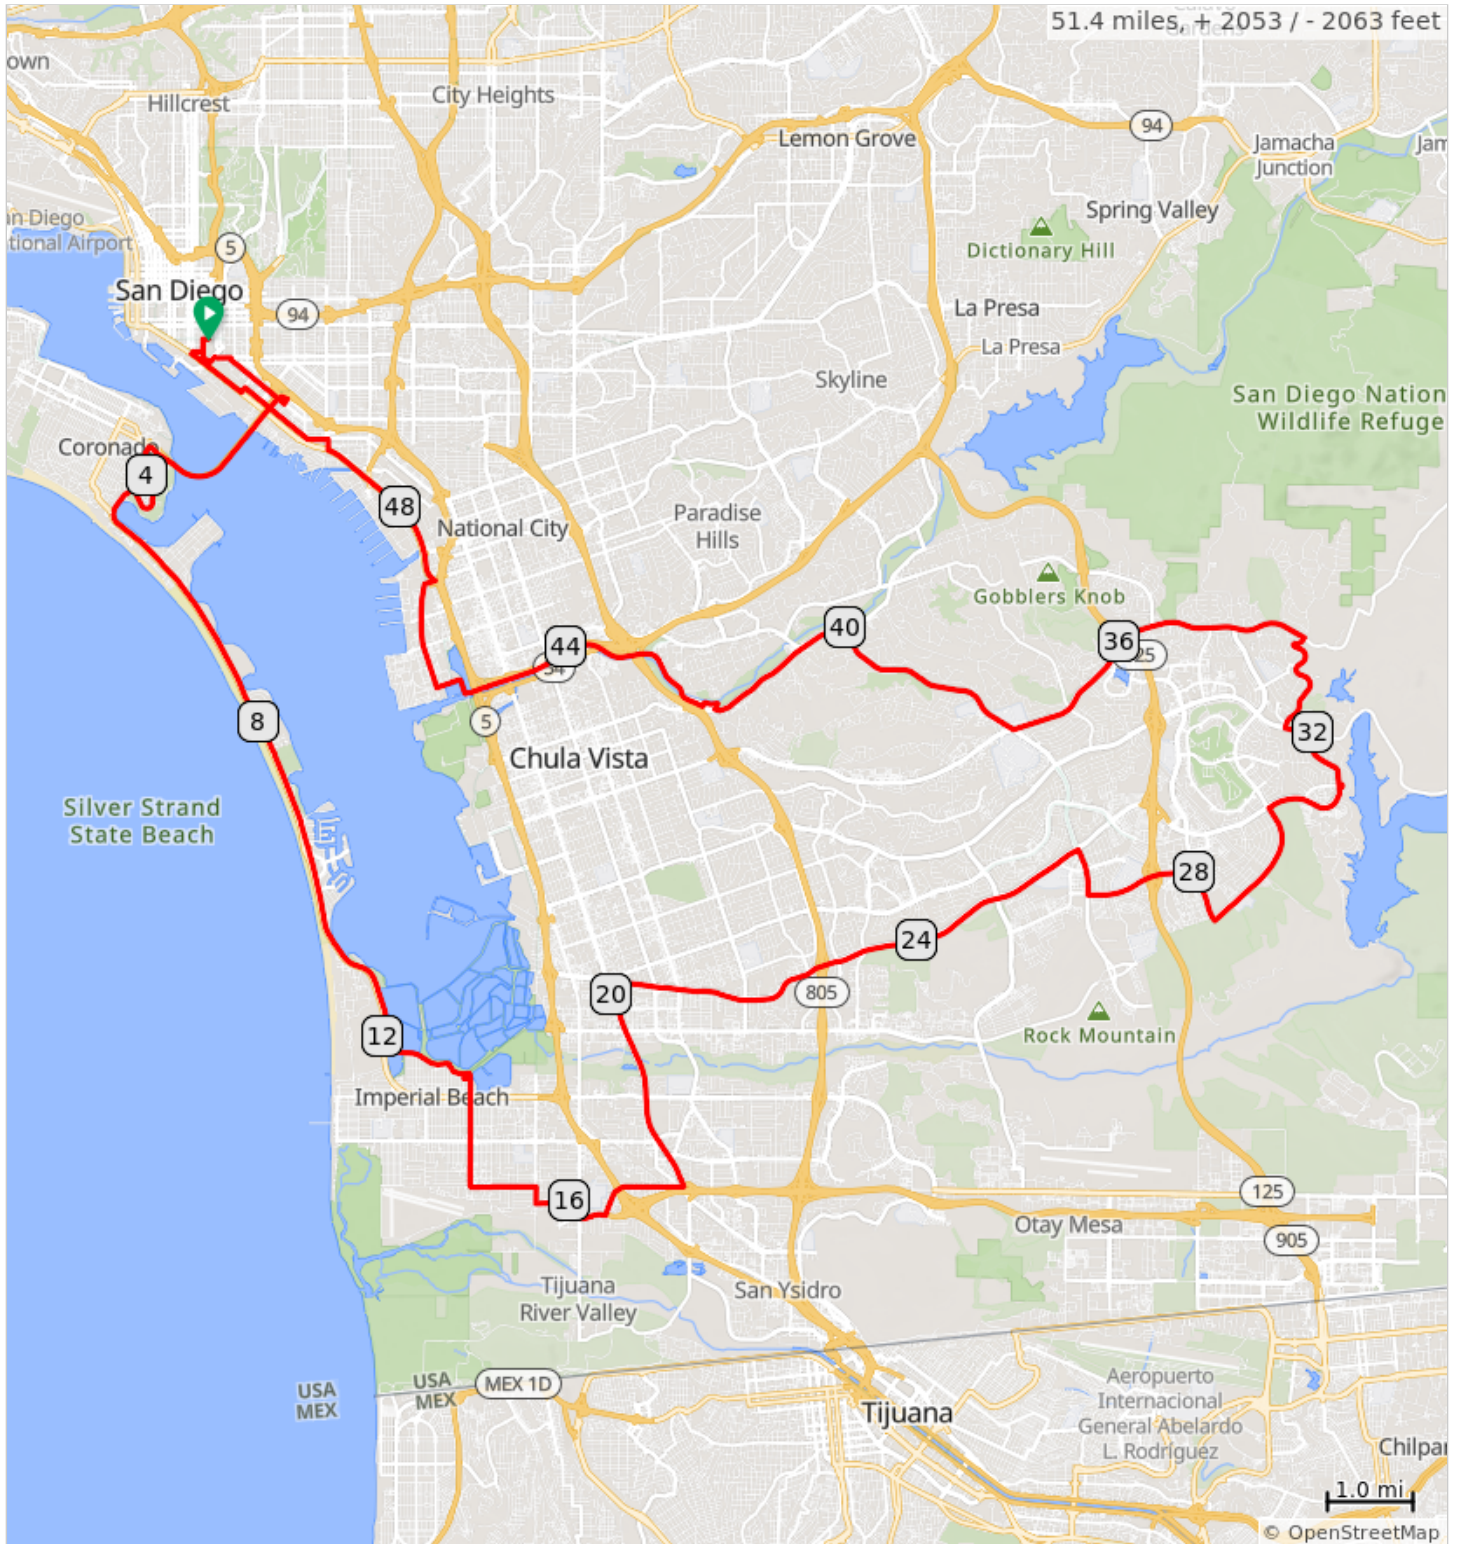 51.4 miles, + 2053 / - 2063 feet
Gardens
own
Hillcrest
City Heights
Lemon Grove
94
Jamacha
Junction
Jam
an Diego
tional Airport
5
Spring Valley
Dictionary Hill
San Diego
94
La Presa
La Presa
Skyline
San Diego Nation
Wildlife Refuge
Coronado
4
48
National City
Paradise
Hills
Gobblers Knob
40
36
25
44
54
8
5
32
Chula Vista
Silver Strand
State Beach
28
24
20
805
12
Rock Mountain
Imperial Beach
16
125
Otay Mesa
905
Tijuana
River Valley
San Ysidro
USA
MEX
USA
MEX
MEX 1D
Tijuana
Aeropuerto
Internacional
General Abelardo
L. Rodríguez
Chilpa
1.0 mi
© OpenStreetMap